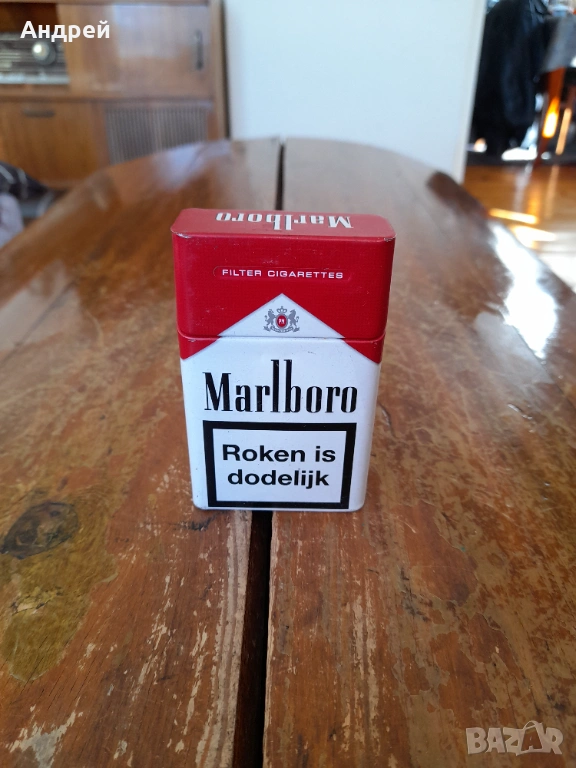 Андрей
Marlboro
FILTER CIGARETTES
Marlboro
Roken is
dodelijk
BAZAR